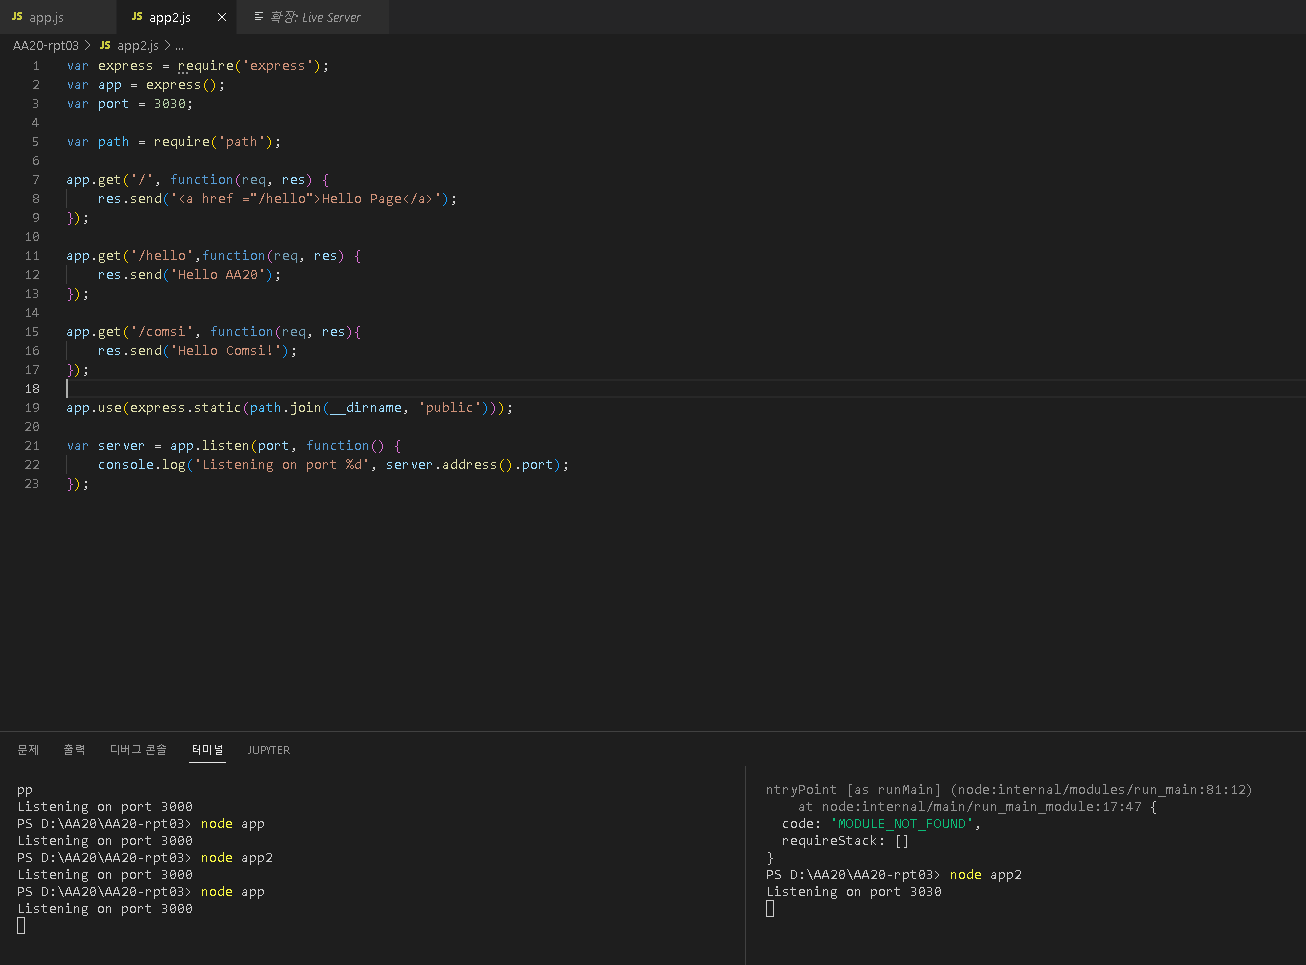 JS app.js
JS app2.js ×
확장: Live Server
AA20-rpt03 > JS app2.js > ...
1 var express = require('express');
2 var app = express();
3 var port = 3030;
4
5 var path = require('path');
6
7 app.get('/', function(req, res) {
8     res.send('<a href ="/hello">Hello Page</a>');
9 });
10
11 app.get('/hello',function(req, res) {
12     res.send('Hello AA20');
13 });
14
15 app.get('/comsi', function(req, res){
16     res.send('Hello Comsi!');
17 });
18
19 app.use(express.static(path.join(__dirname, 'public')));
20
21 var server = app.listen(port, function() {
22     console.log('Listening on port %d', server.address().port);
23 });
문제 출력 디버그 콘솔 터미널 JUPYTER
pp
Listening on port 3000
PS D:\AA20\AA20-rpt03> node app
Listening on port 3000
PS D:\AA20\AA20-rpt03> node app2
Listening on port 3000
PS D:\AA20\AA20-rpt03> node app
Listening on port 3000
ntryPoint [as runMain] (node:internal/modules/run_main:81:12)
    at node:internal/main/run_main_module:17:47 {
  code: 'MODULE_NOT_FOUND',
  requireStack: []
}
PS D:\AA20\AA20-rpt03> node app2
Listening on port 3030